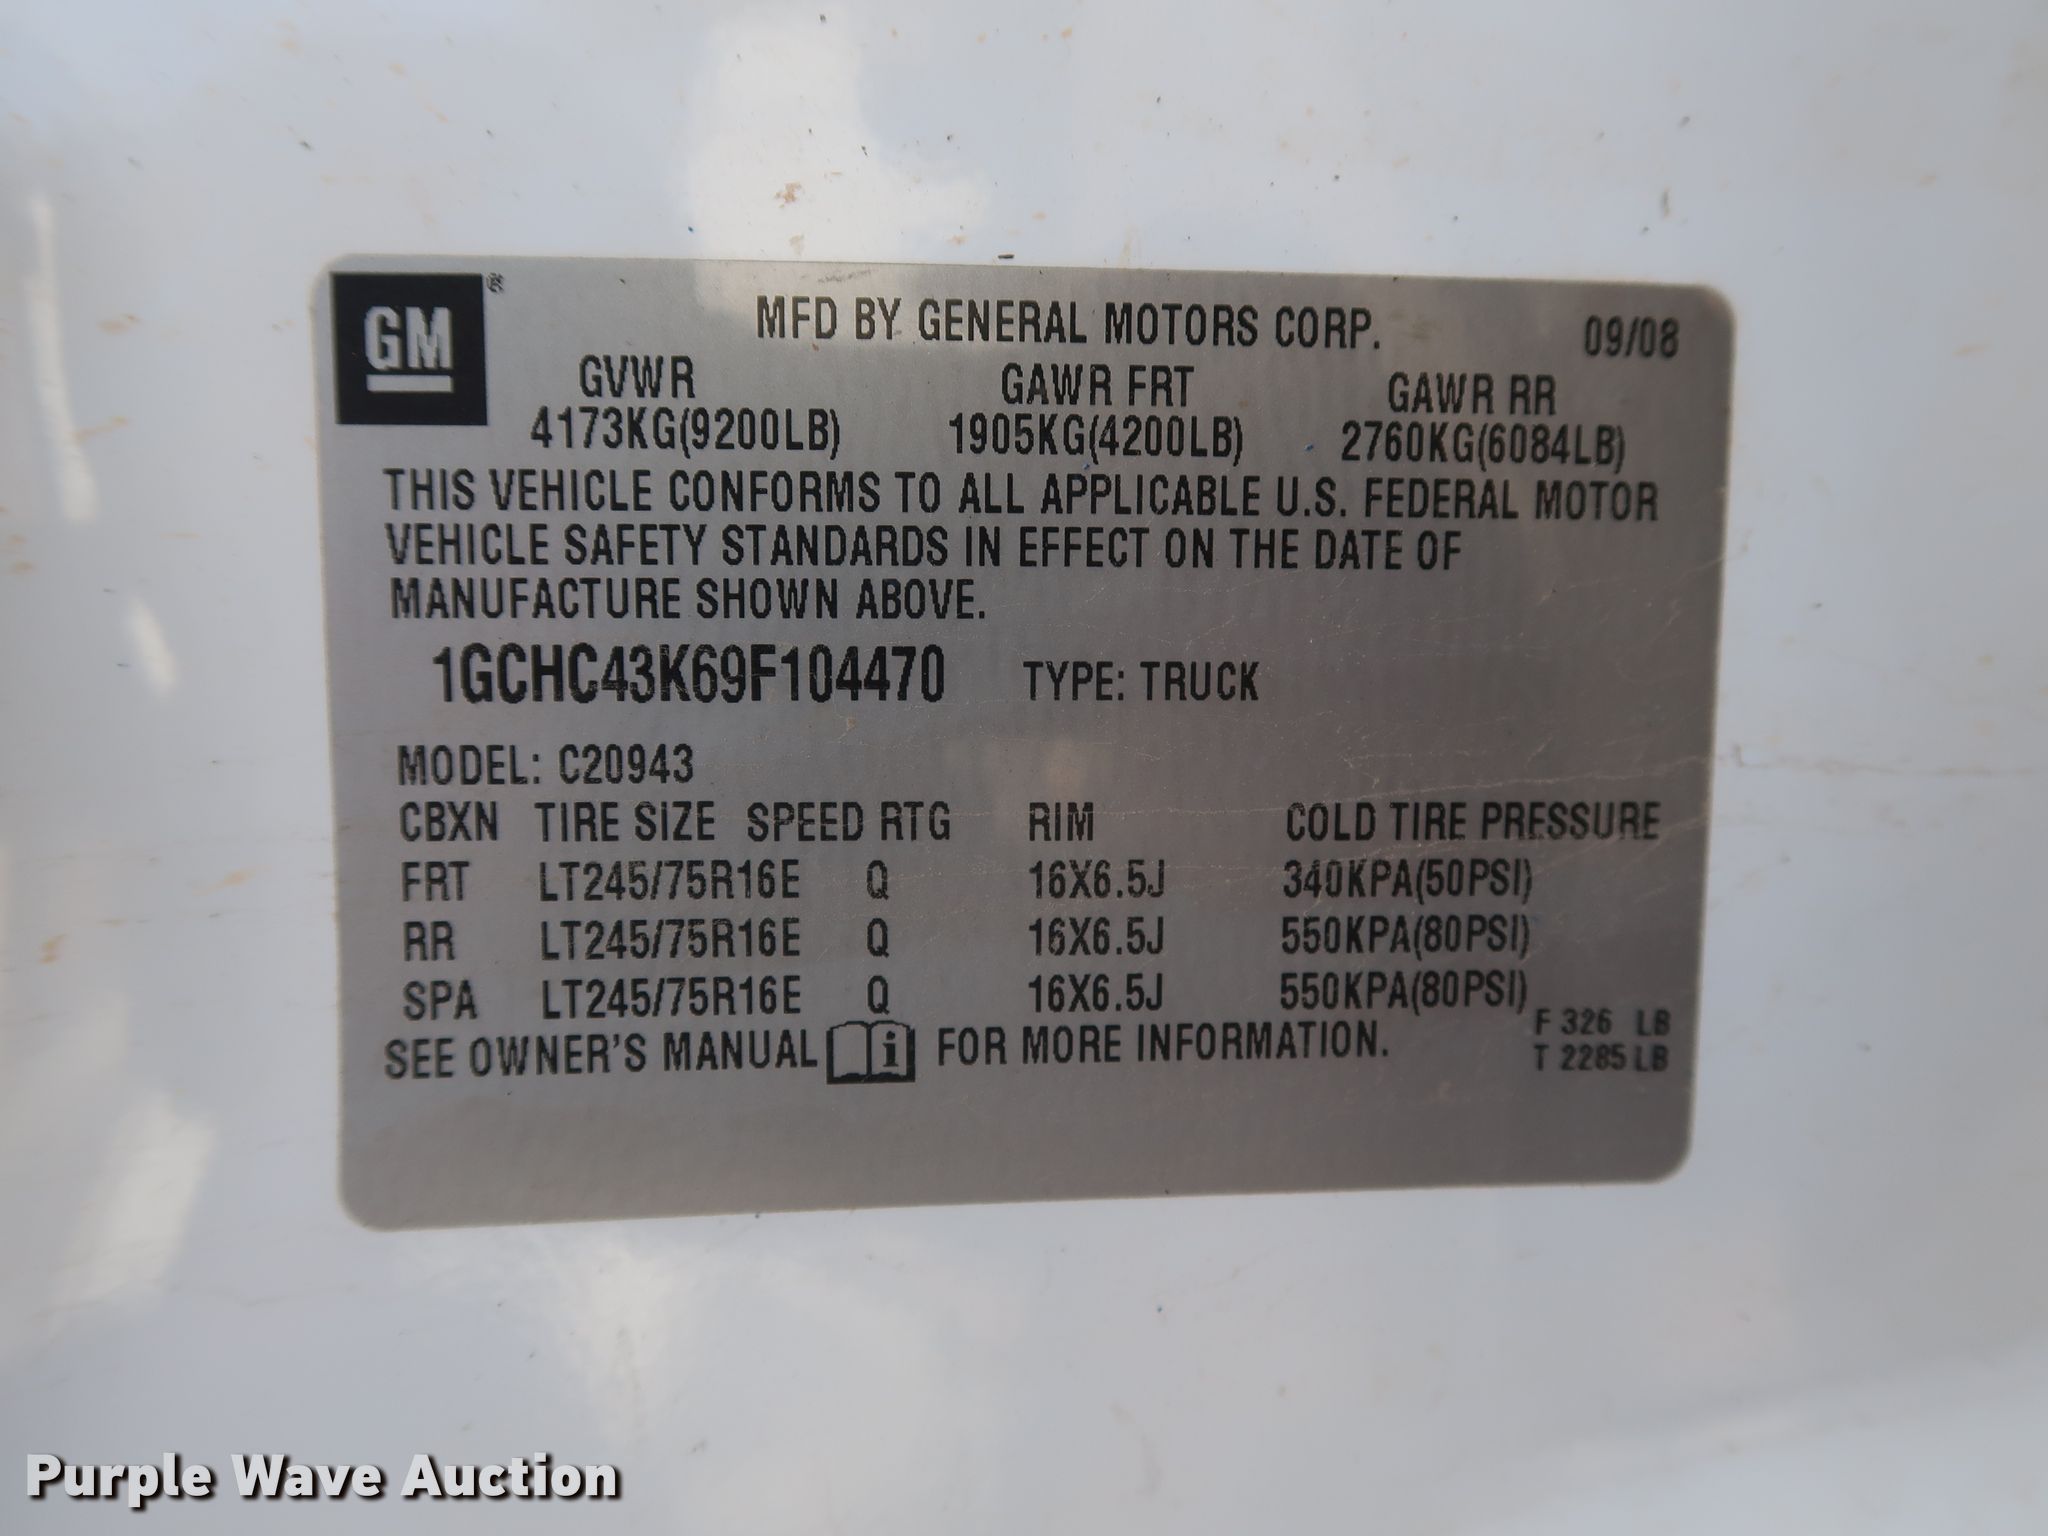 GM ®
MFD BY GENERAL MOTORS CORP. 09/08
GVWR GAWR FRT GAWR RR
4173KG(9200LB) 1905KG(4200LB) 2760KG(6084LB)
THIS VEHICLE CONFORMS TO ALL APPLICABLE U.S. FEDERAL MOTOR
VEHICLE SAFETY STANDARDS IN EFFECT ON THE DATE OF
MANUFACTURE SHOWN ABOVE.
1GCHC43K69F104470 TYPE: TRUCK
MODEL: C20943
CBXN TIRE SIZE SPEED RTG RIM COLD TIRE PRESSURE
FRT LT245/75R16E Q 16X6.5J 340KPA(50PSI)
RR LT245/75R16E Q 16X6.5J 550KPA(80PSI)
SPA LT245/75R16E Q 16X6.5J 550KPA(80PSI)
SEE OWNER'S MANUAL i FOR MORE INFORMATION.
F 326 LB
T 2285 LB
Purple Wave Auction